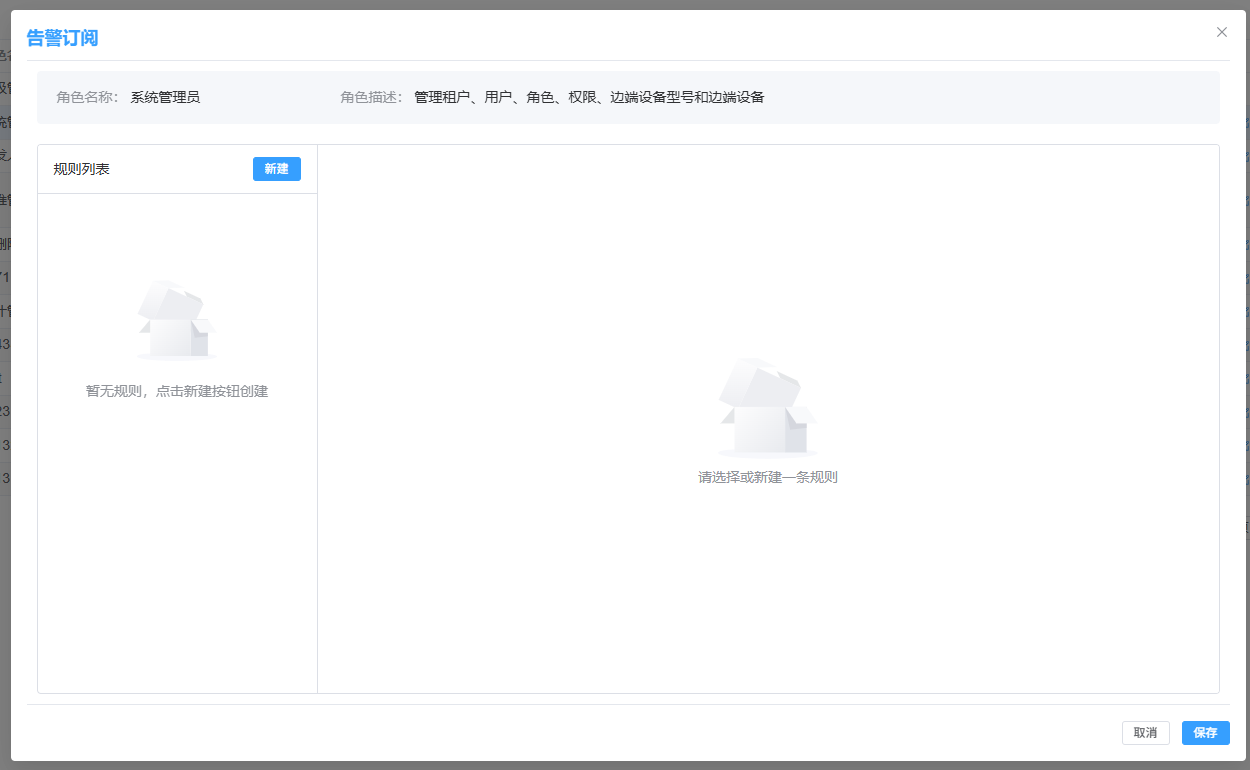 告警订阅
角色名称： 系统管理员 角色描述： 管理租户、用户、角色、权限、边端设备型号和边端设备
规则列表 新建
暂无规则，点击新建按钮创建
请选择或新建一条规则
取消 保存